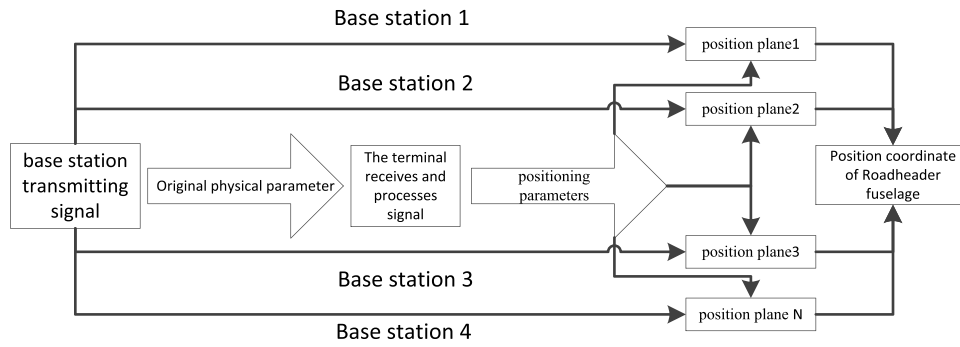 Base station 1
position plane1
Base station 2
position plane2
base station
transmitting
signal
Original physical parameter
The terminal
receives and
processes
signal
positioning
parameters
Position coordinate
of Roadheader
fuselage
position plane3
Base station 3
position plane N
Base station 4